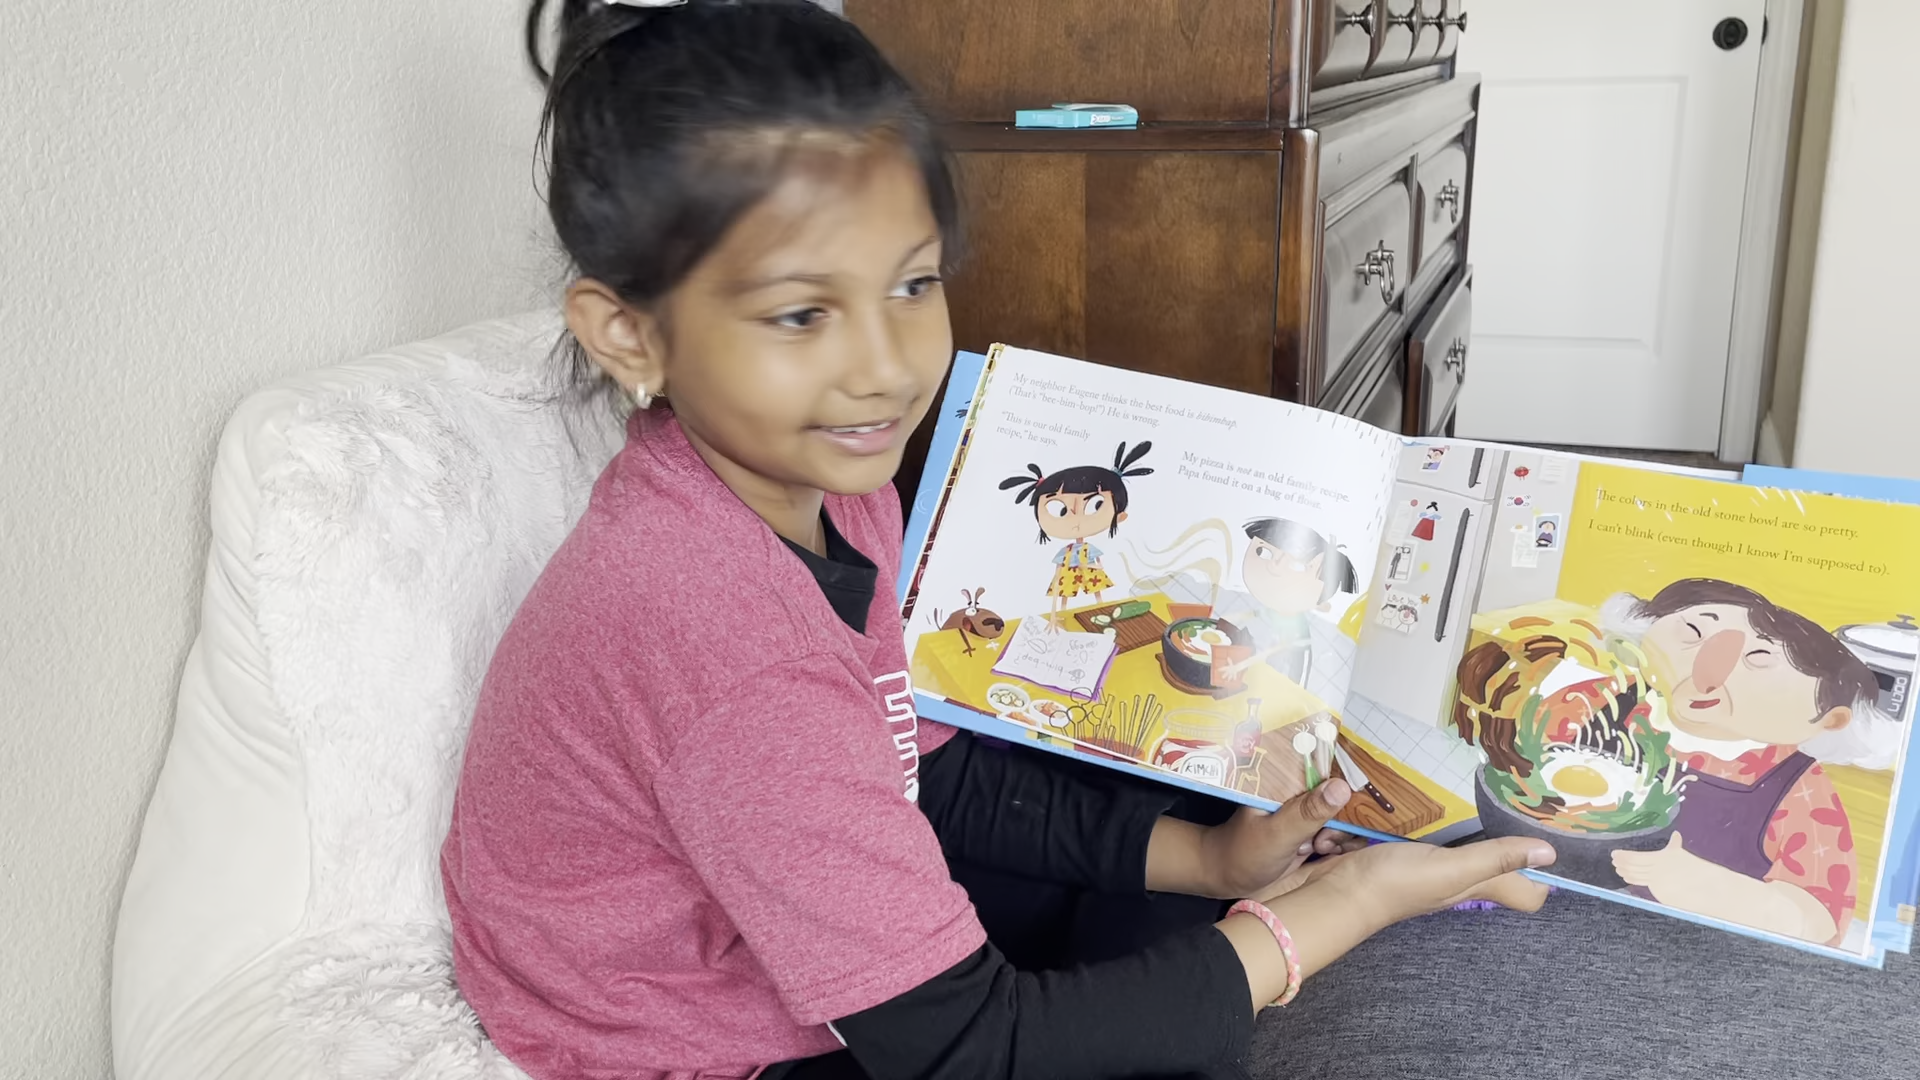 Exxo
My neighbor Eugene thinks the best food is bibimbap.
(That's "bee-bim-bop!") He is wrong.
"This is our old family
recipe," he says.
My pizza is not an old family recipe.
Papa found it on a bag of flour.
KIMCHI
LOVE YOU
The colors in the old stone bowl are so pretty.
I can't blink (even though I know I'm supposed to).